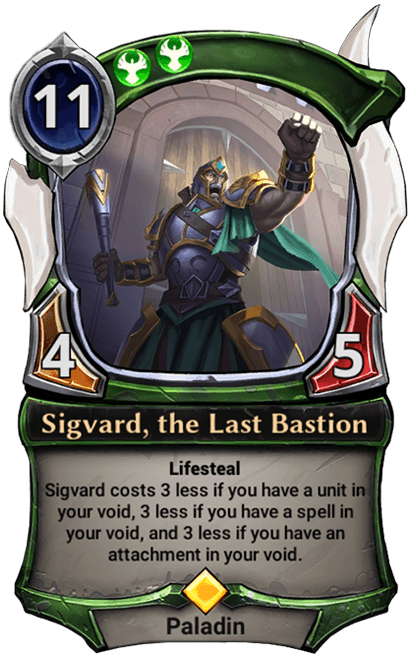 11
4
5
Sigvard, the Last Bastion
Lifesteal
Sigvard costs 3 less if you have a unit in
your void, 3 less if you have a spell in
your void, and 3 less if you have an
attachment in your void.
Paladin